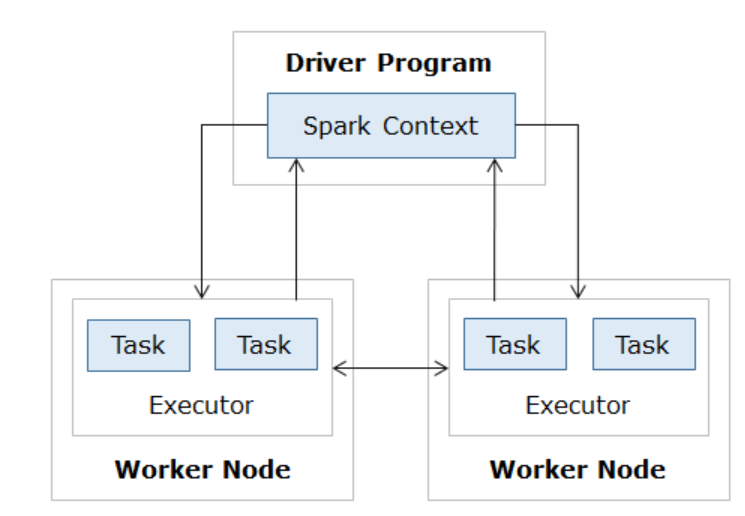 Driver Program
Spark Context
Task Task
Executor
Worker Node
Task Task
Executor
Worker Node